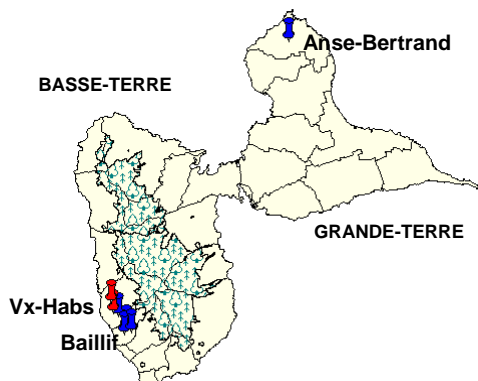 Anse-Bertrand
BASSE-TERRE
GRANDE-TERRE
Vx-Habs
Baillif